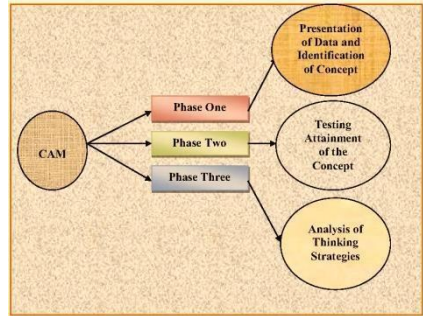 CAM
Phase One
Phase Two
Phase Three
Presentation
of Data and
Identification
of Concept
Testing
Attainment
of the
Concept
Analysis of
Thinking
Strategies